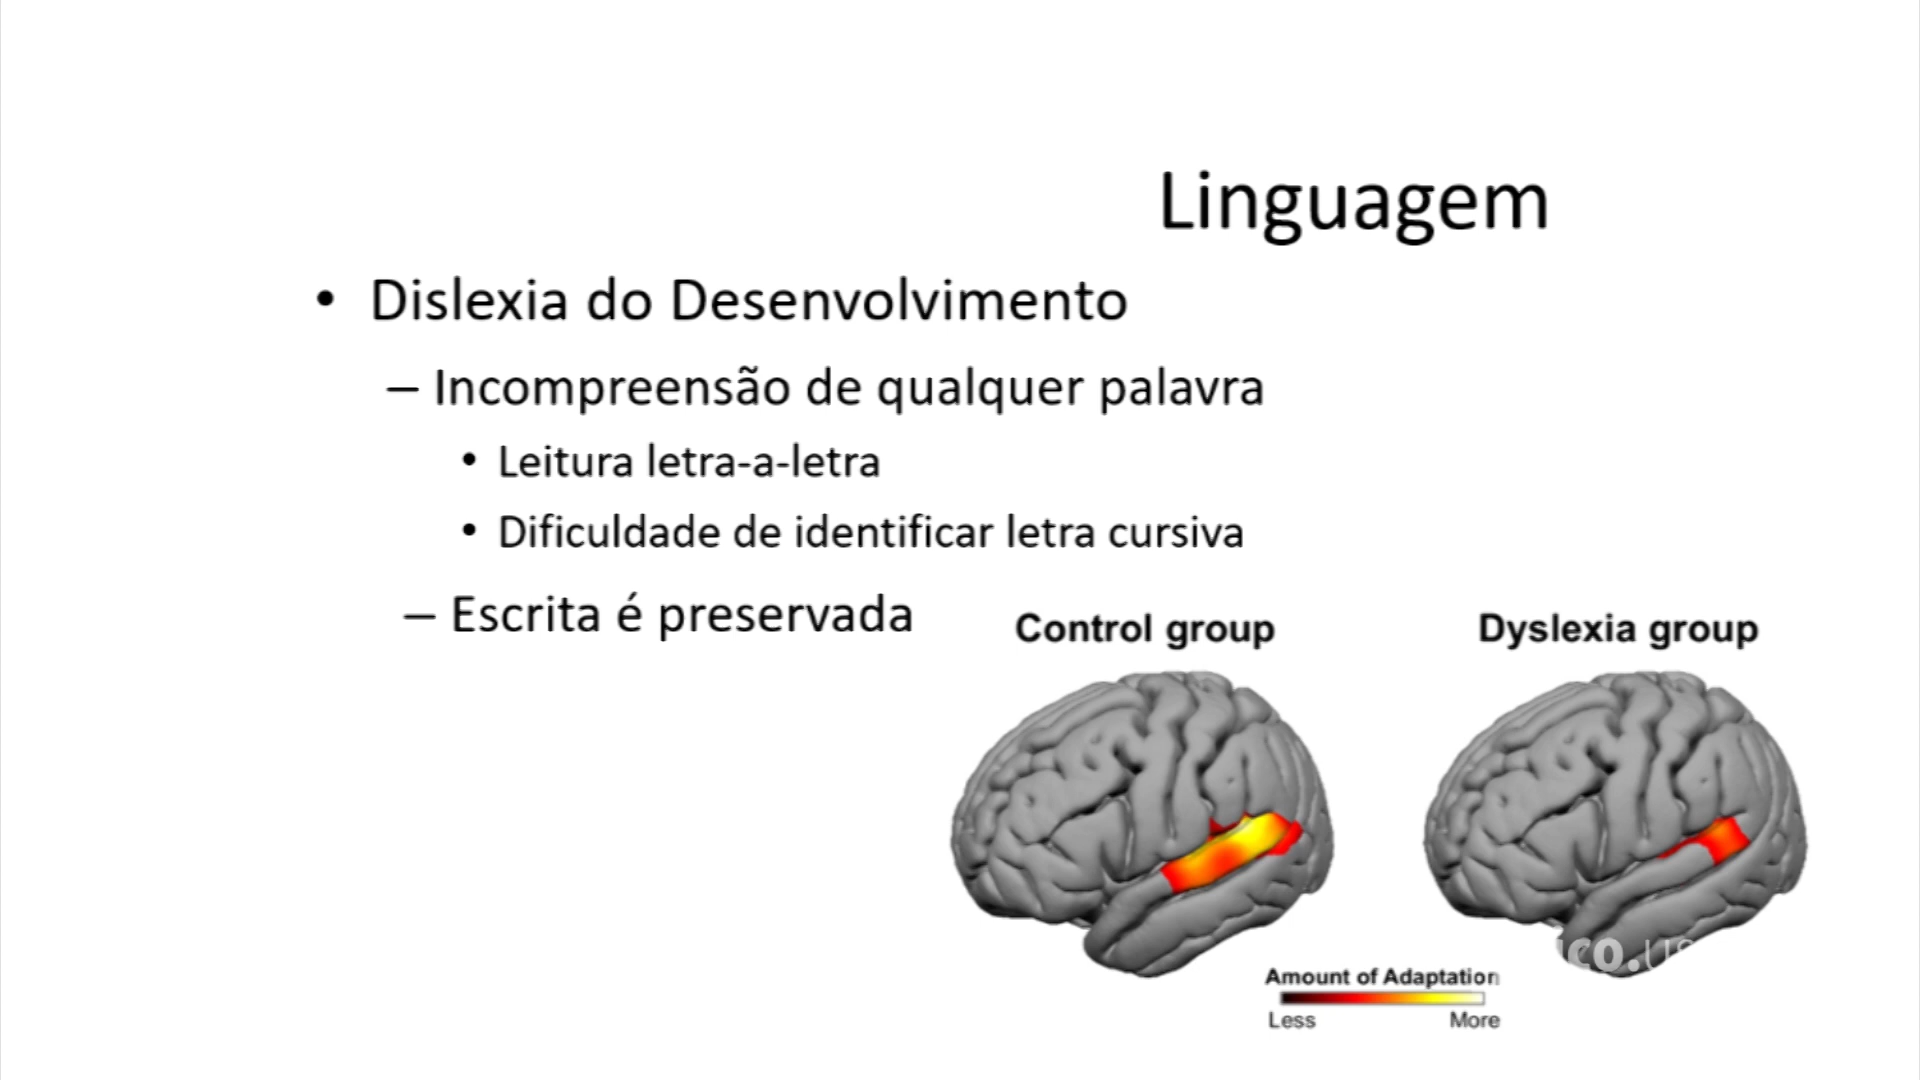 Linguagem
• Dislexia do Desenvolvimento
– Incompreensão de qualquer palavra
• Leitura letra-a-letra
• Dificuldade de identificar letra cursiva
– Escrita é preservada
Control group
Dyslexia group
Amount of Adaptation
Less
More